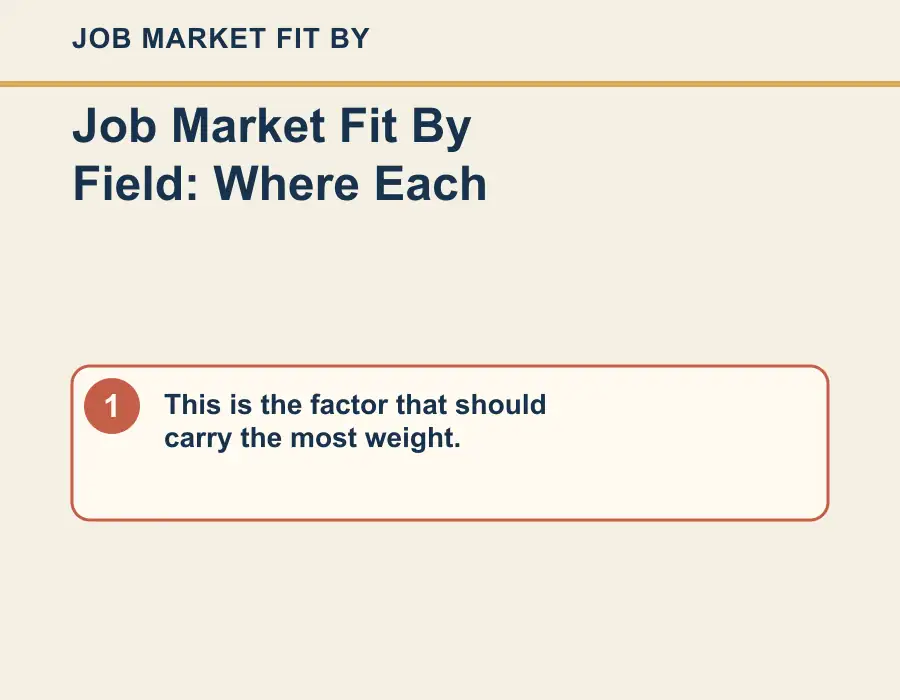 JOB MARKET FIT BY
Job Market Fit By
Field: Where Each
1
This is the factor that should
carry the most weight.